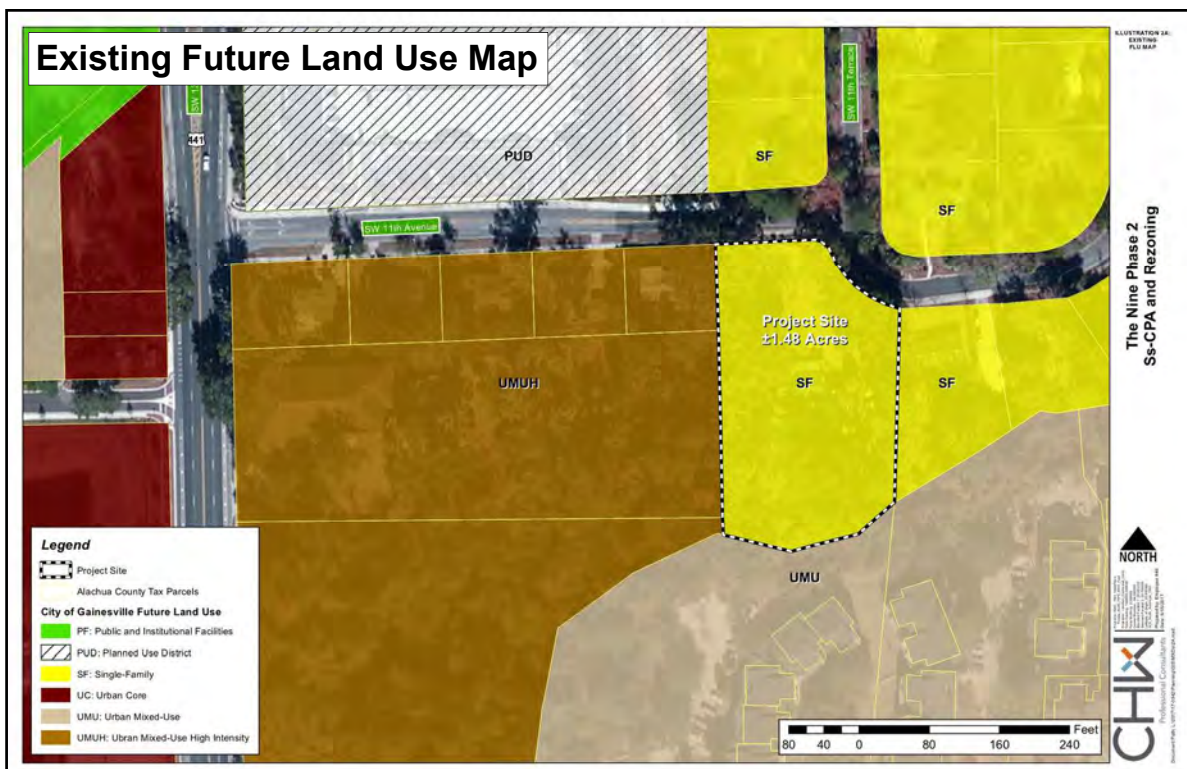 Existing Future Land Use Map
SW 11th Terrace
441
PUD
SF
SF
SW 11th Avenue
Project Site
±1.48 Acres
UMUH
SF
SF
UMU
Legend
Project Site
Alachua County Tax Parcels
City of Gainesville Future Land Use
PF: Public and Institutional Facilities
PUD: Planned Use District
SF: Single-Family
UC: Urban Core
UMU: Urban Mixed-Use
UMUH: Ubran Mixed-Use High Intensity
Feet
80 40 0 80 160 240
ILLUSTRATION 2A:
EXISTING
FLU MAP
The Nine Phase 2
Ss-CPA and Rezoning
NORTH
CHW
Professional Consultants